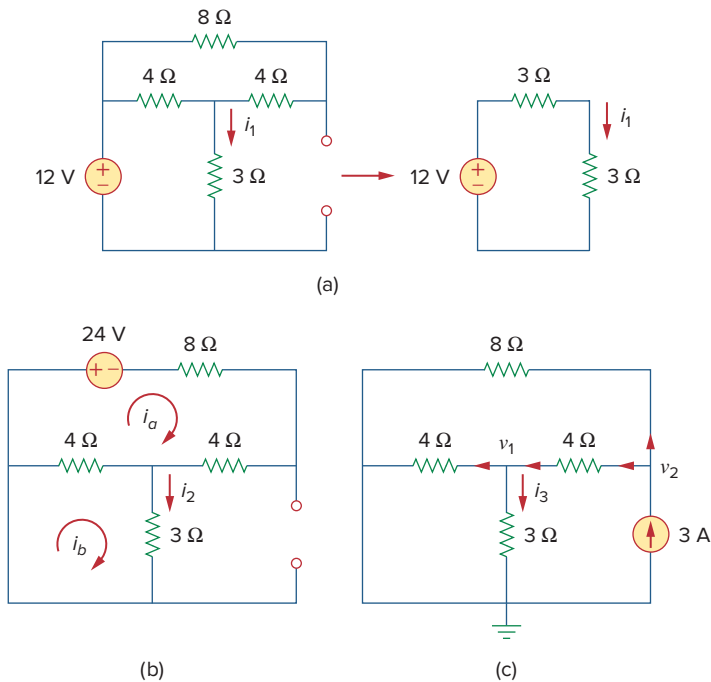 8 Ω
4 Ω 4 Ω 3 Ω
i1 i1
12 V + − 3 Ω 12 V + − 3 Ω
(a)
24 V 8 Ω 8 Ω
+ −
ia
4 Ω 4 Ω 4 Ω v1 4 Ω
v2
i2 i3
ib 3 Ω 3 Ω 3 A
(b) (c)